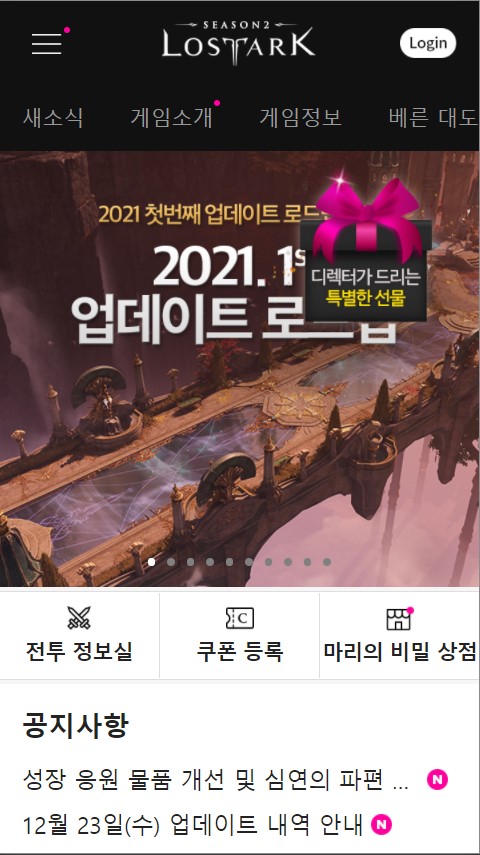 SEASON2
LOSTARK
Login
새소식 게임소개 게임정보 베른 대도
2021 첫번째 업데이트
2021. 1s
업데이트
디렉터가 드리는
특별한 선물
C
전투 정보실 쿠폰 등록 마리의 비밀 상점
공지사항
성장 응원 물품 개선 및 심연의 파편 ... N
12월 23일(수) 업데이트 내역 안내 N